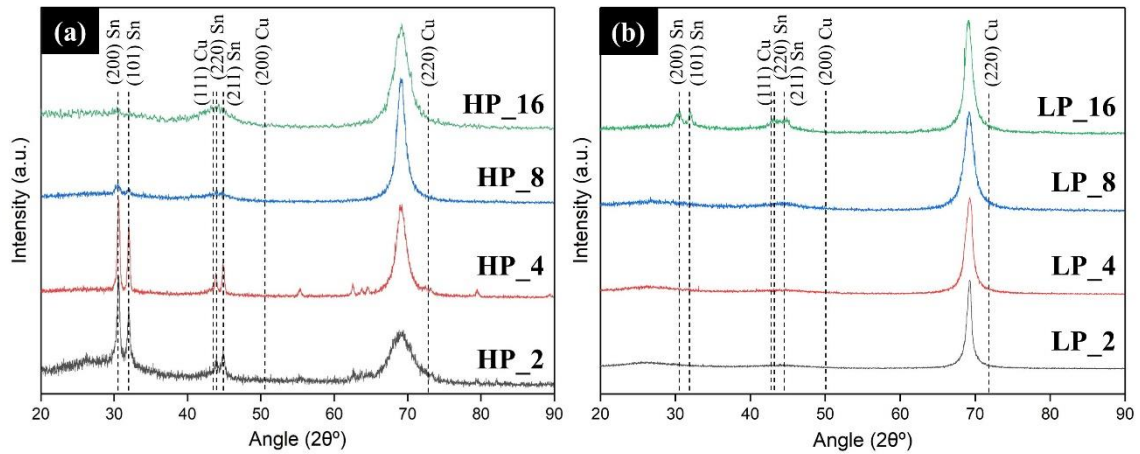 (a)
(200) Sn
(101) Sn
(111) Cu
(220) Sn
(211) Sn
(200) Cu
(220) Cu
HP_16
HP_8
HP_4
HP_2
Intensity (a.u.)
20 30 40 50 60 70 80 90
Angle (2θº)
(b)
(200) Sn
(101) Sn
(111) Cu
(220) Sn
(211) Sn
(200) Cu
(220) Cu
LP_16
LP_8
LP_4
LP_2
Intensity (a.u.)
20 30 40 50 60 70 80 90
Angle (2θº)